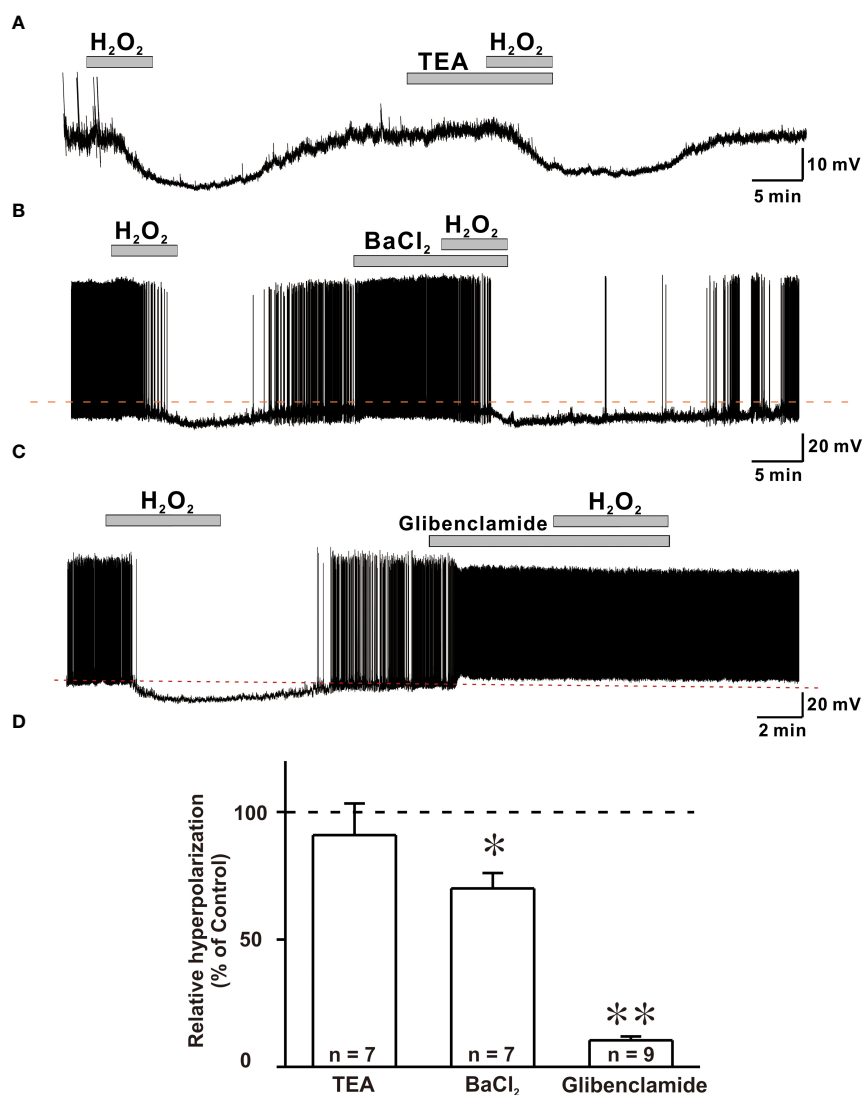 A
H₂O₂
H₂O₂
TEA
10 mV
5 min
B
H₂O₂
H₂O₂
BaCl₂
20 mV
5 min
C
H₂O₂
H₂O₂
Glibenclamide
20 mV
2 min
D
Relative hyperpolarization
(% of Control)
100
50
0
*
**
n = 7
n = 7
n = 9
TEA
BaCl₂
Glibenclamide